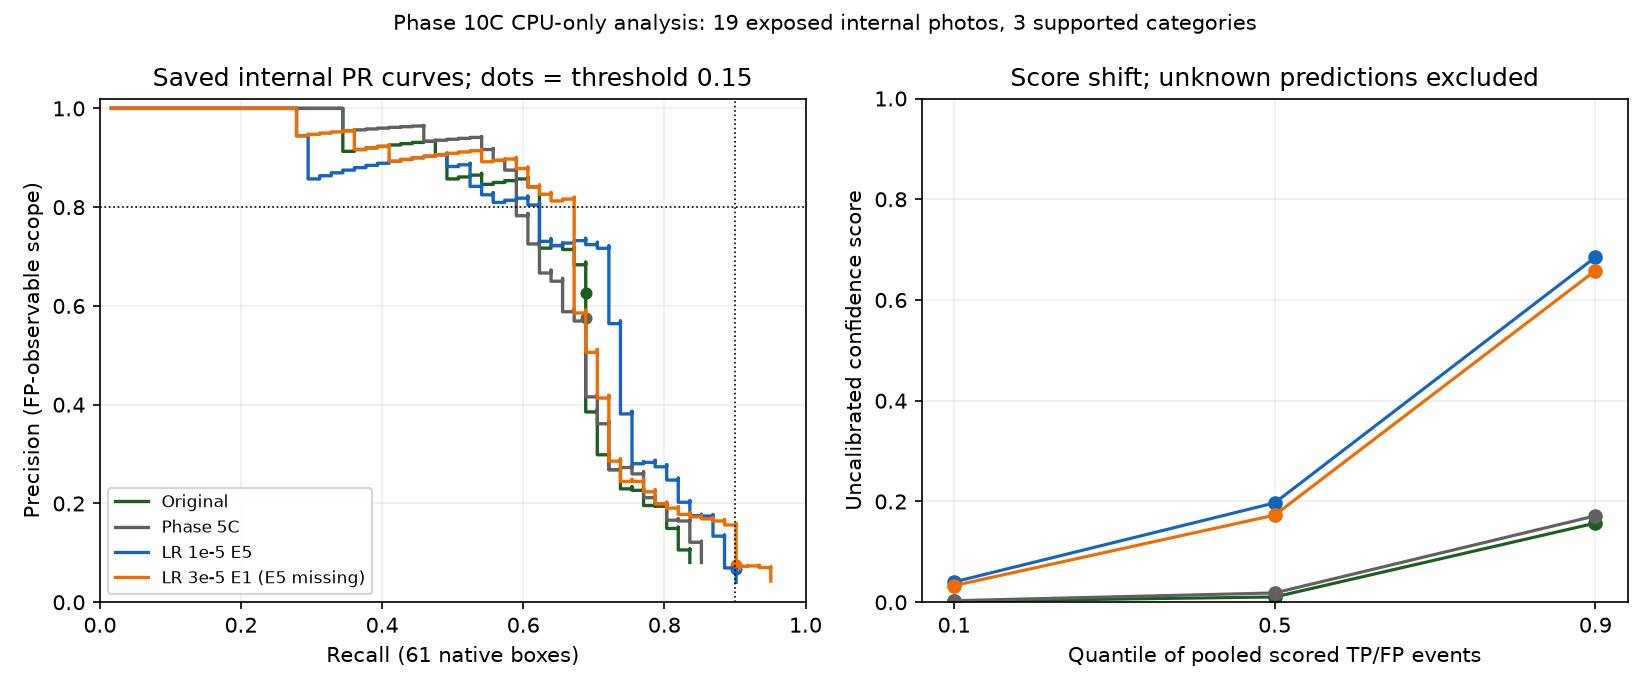 Phase 10C CPU-only analysis: 19 exposed internal photos, 3 supported categories
Saved internal PR curves; dots = threshold 0.15
Precision (FP-observable scope)
1.0
0.8
0.6
0.4
0.2
0.0
Original
Phase 5C
LR 1e-5 E5
LR 3e-5 E1 (E5 missing)
0.0 0.2 0.4 0.6 0.8 1.0
Recall (61 native boxes)
Score shift; unknown predictions excluded
Uncalibrated confidence score
1.0
0.8
0.6
0.4
0.2
0.0
0.1 0.5 0.9
Quantile of pooled scored TP/FP events